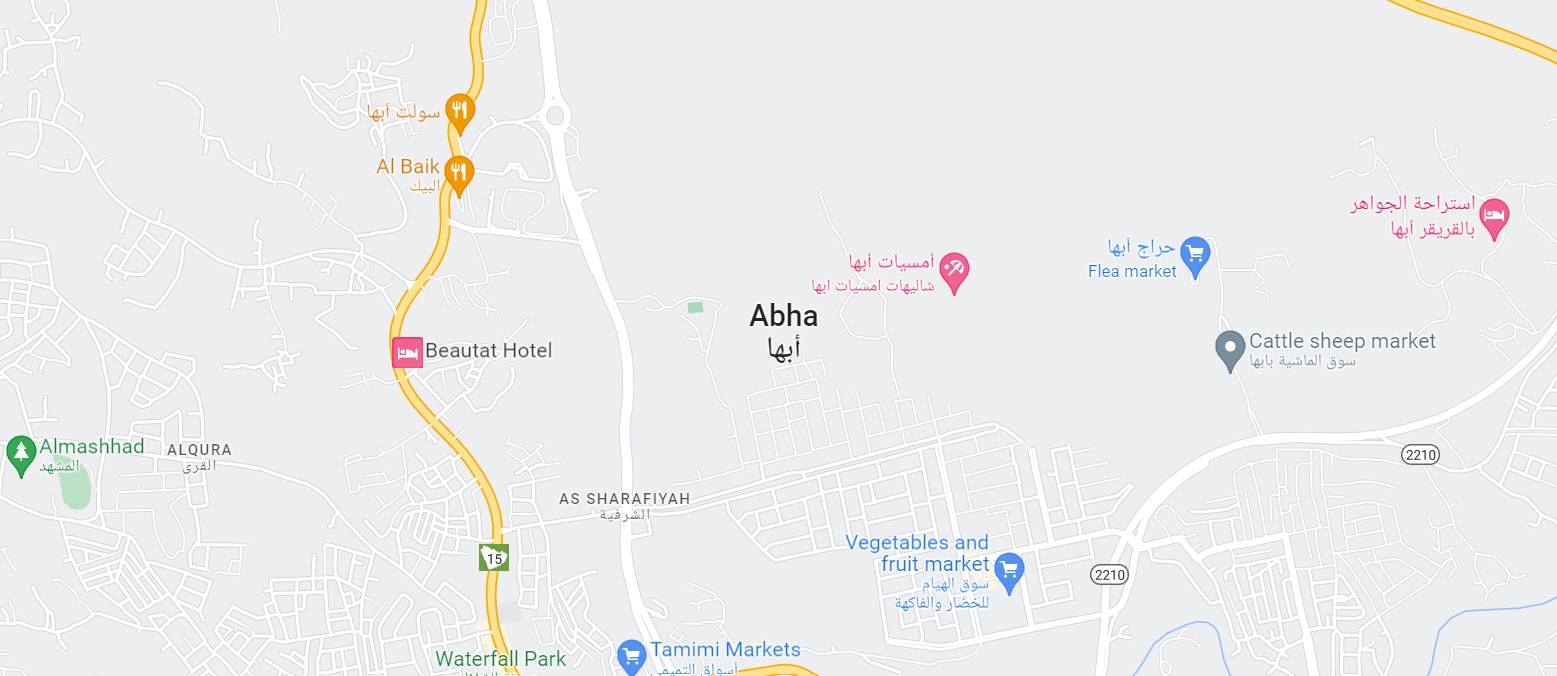 سولت أبها
Al Baik
البيك
استراحة الجواهر
بالقريقر أبها
حراج أبها
Flea market
أمسيات أبها
شاليهات امسيات ابها
Abha
أبها
Cattle sheep market
سوق الماشية بابها
Beautat Hotel
Almashhad
المشهد
ALQURA
القرى
2210
AS SHARAFIYAH
الشرفية
Vegetables and
fruit market
سوق الهيام
للخضار والفاكهة
15
2210
Tamimi Markets
أسواق التميمي
Waterfall Park